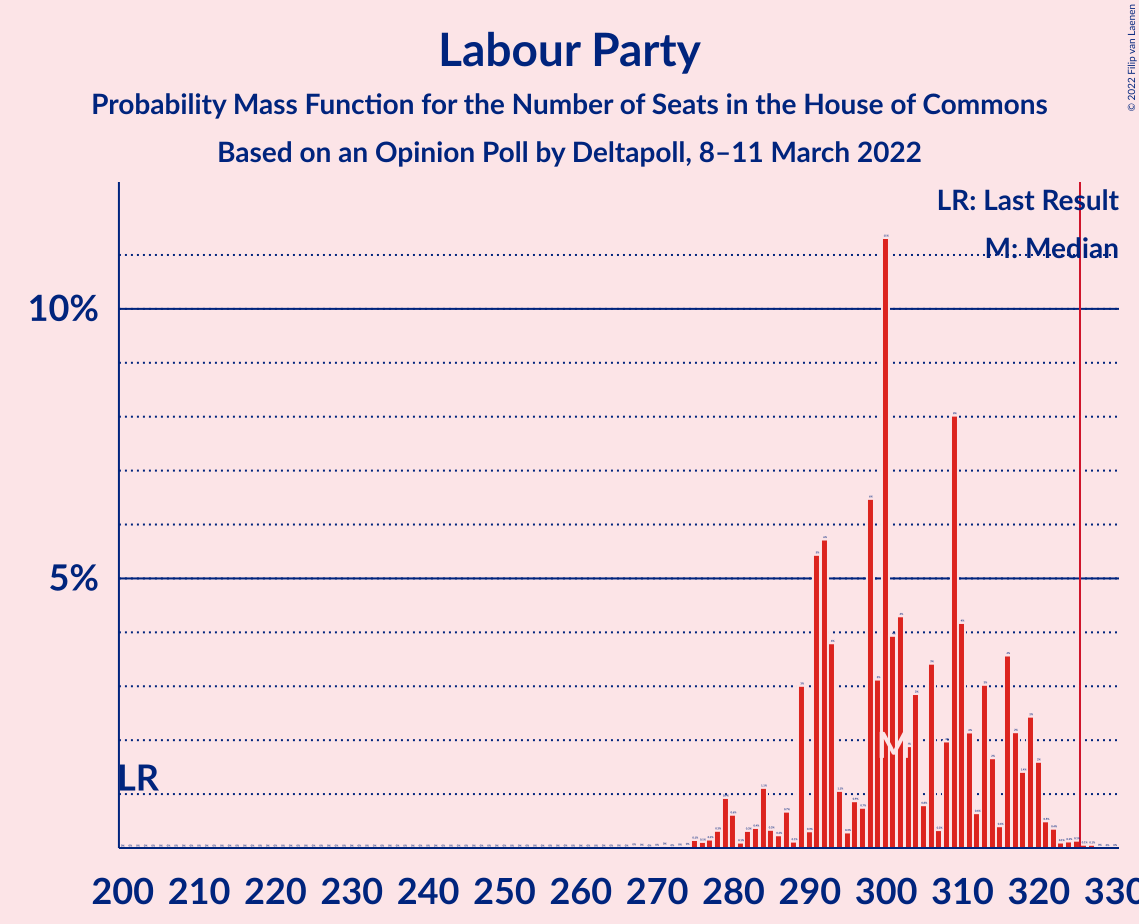 Labour Party
Probability Mass Function for the Number of Seats in the House of Commons
Based on an Opinion Poll by Deltapoll, 8–11 March 2022
© 2022 Filip van Laenen
LR: Last Result
M: Median
10%
5%
LR
M
200 210 220 230 240 250 260 270 280 290 300 310 320 330